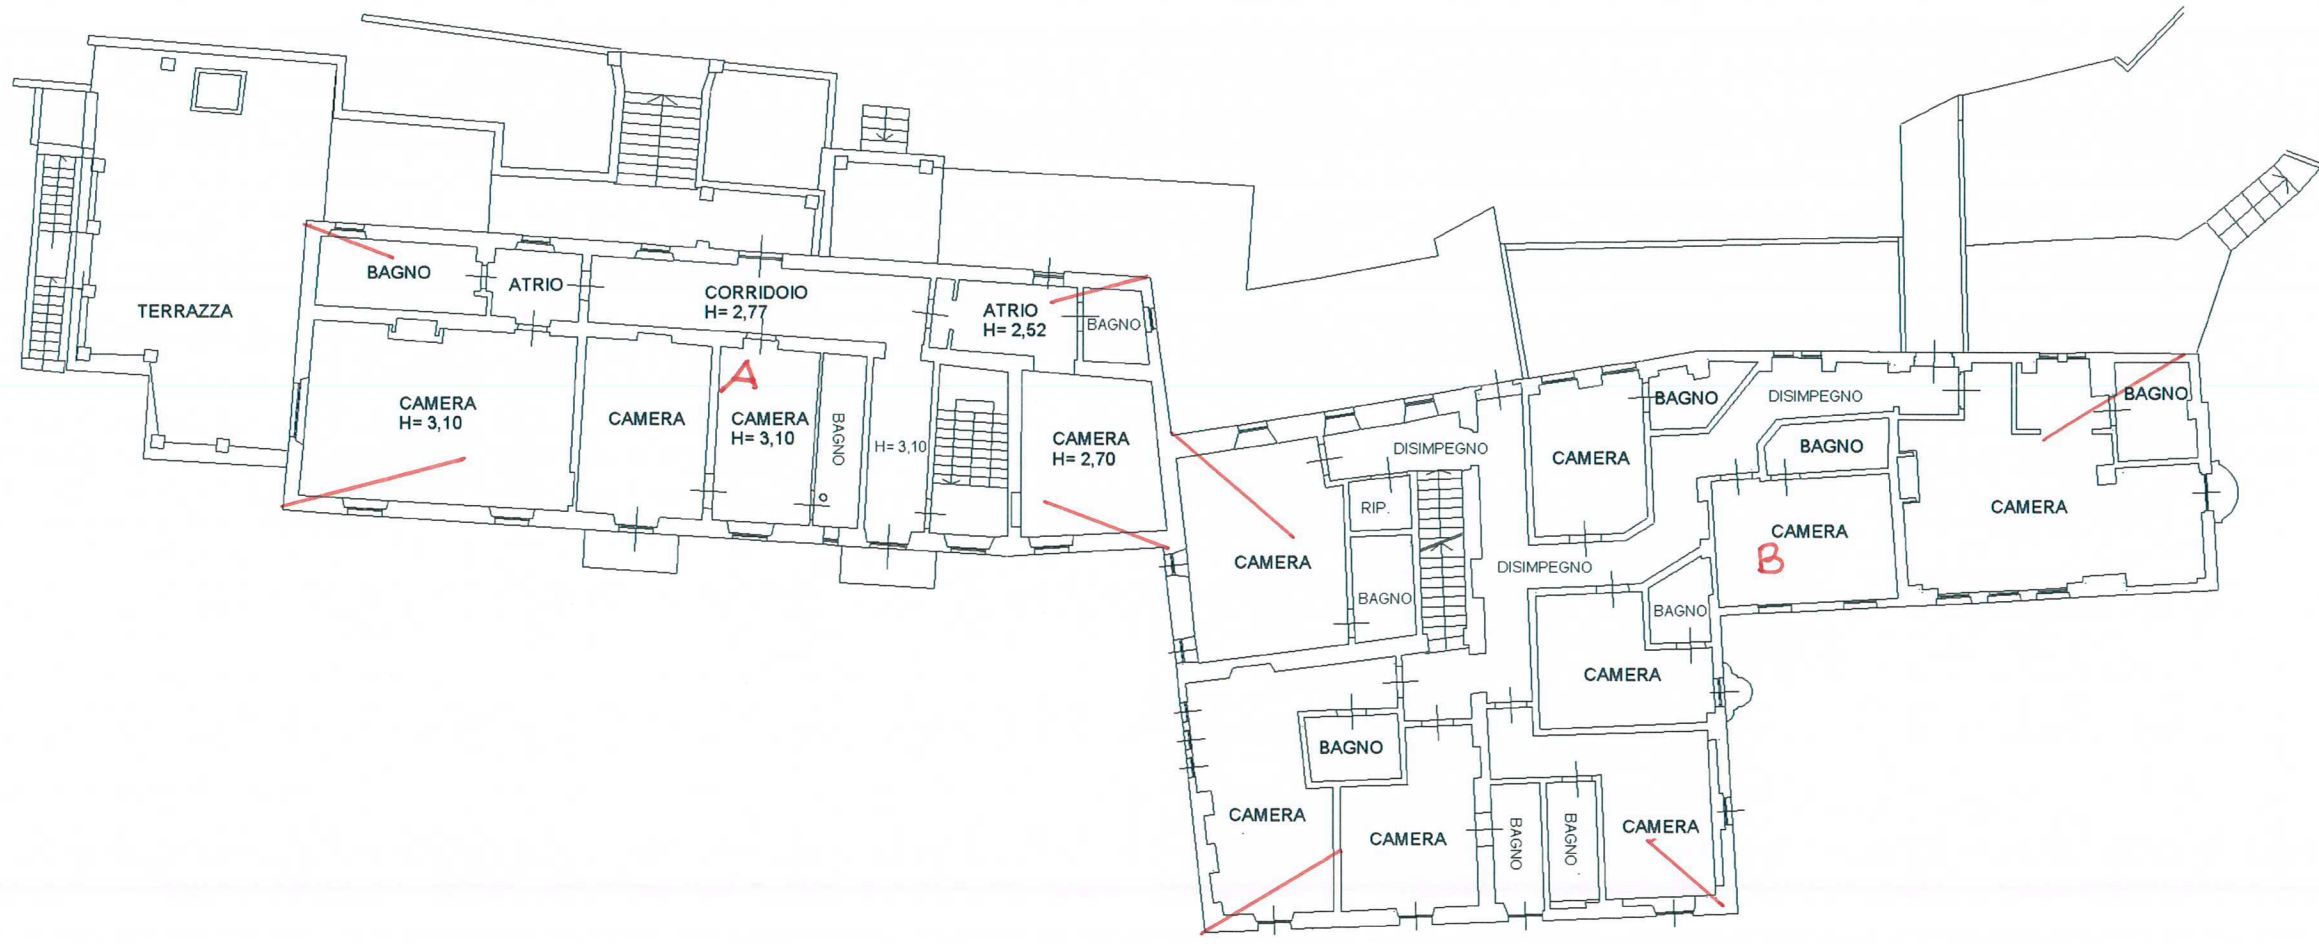 TERRAZZA
BAGNO
ATRIO
CORRIDOIO
H= 2,77
ATRIO
H= 2,52
BAGNO
CAMERA
H= 3,10
CAMERA
A
CAMERA
H= 3,10
BAGNO
H= 3,10
CAMERA
H= 2,70
DISIMPEGNO
CAMERA
BAGNO
DISIMPEGNO
BAGNO
BAGNO
CAMERA
CAMERA
B
RIP.
CAMERA
BAGNO
DISIMPEGNO
BAGNO
CAMERA
BAGNO
CAMERA
CAMERA
BAGNO
BAGNO
CAMERA